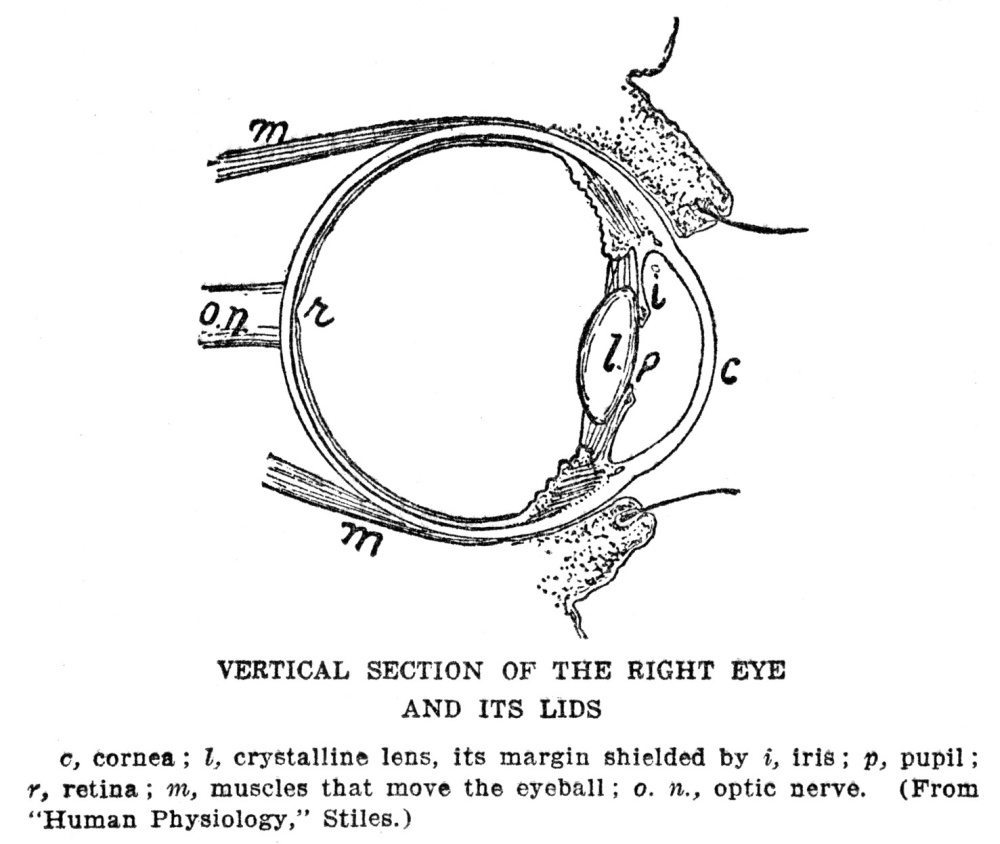 m
i
o.n.
r
l.
p
c
m
VERTICAL SECTION OF THE RIGHT EYE
AND ITS LIDS
c, cornea; l, crystalline lens, its margin shielded by i, iris; p, pupil;
r, retina; m, muscles that move the eyeball; o. n., optic nerve. (From
"Human Physiology," Stiles.)